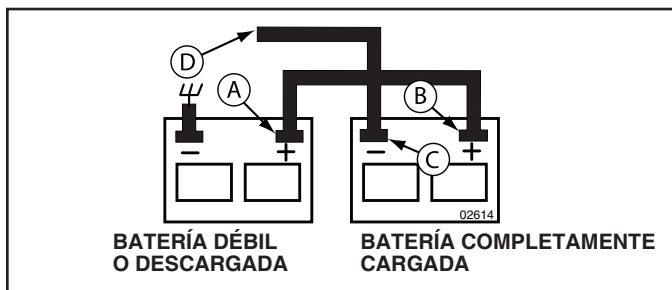 D
A
B
C
− +
− +
02614
BATERÍA DÉBIL
O DESCARGADA
BATERÍA COMPLETAMENTE
CARGADA